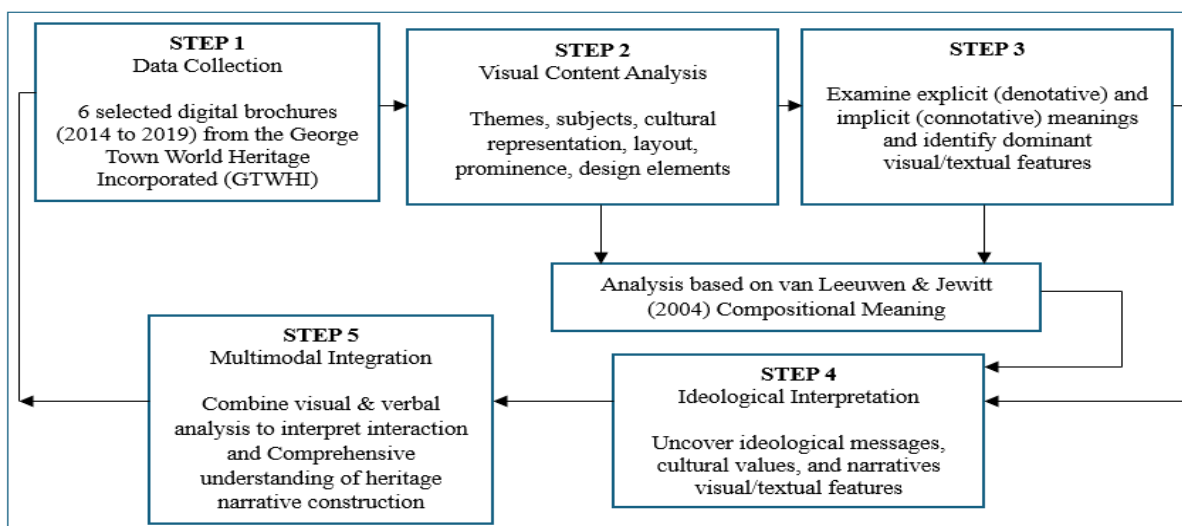 STEP 1
Data Collection
6 selected digital brochures
(2014 to 2019) from the George
Town World Heritage
Incorporated (GTWHI)
STEP 2
Visual Content Analysis
Themes, subjects, cultural
representation, layout,
prominence, design elements
STEP 3
Examine explicit (denotative) and
implicit (connotative) meanings
and identify dominant
visual/textual features
Analysis based on van Leeuwen & Jewitt
(2004) Compositional Meaning
STEP 4
Ideological Interpretation
Uncover ideological messages,
cultural values, and narratives
visual/textual features
STEP 5
Multimodal Integration
Combine visual & verbal
analysis to interpret interaction
and Comprehensive
understanding of heritage
narrative construction